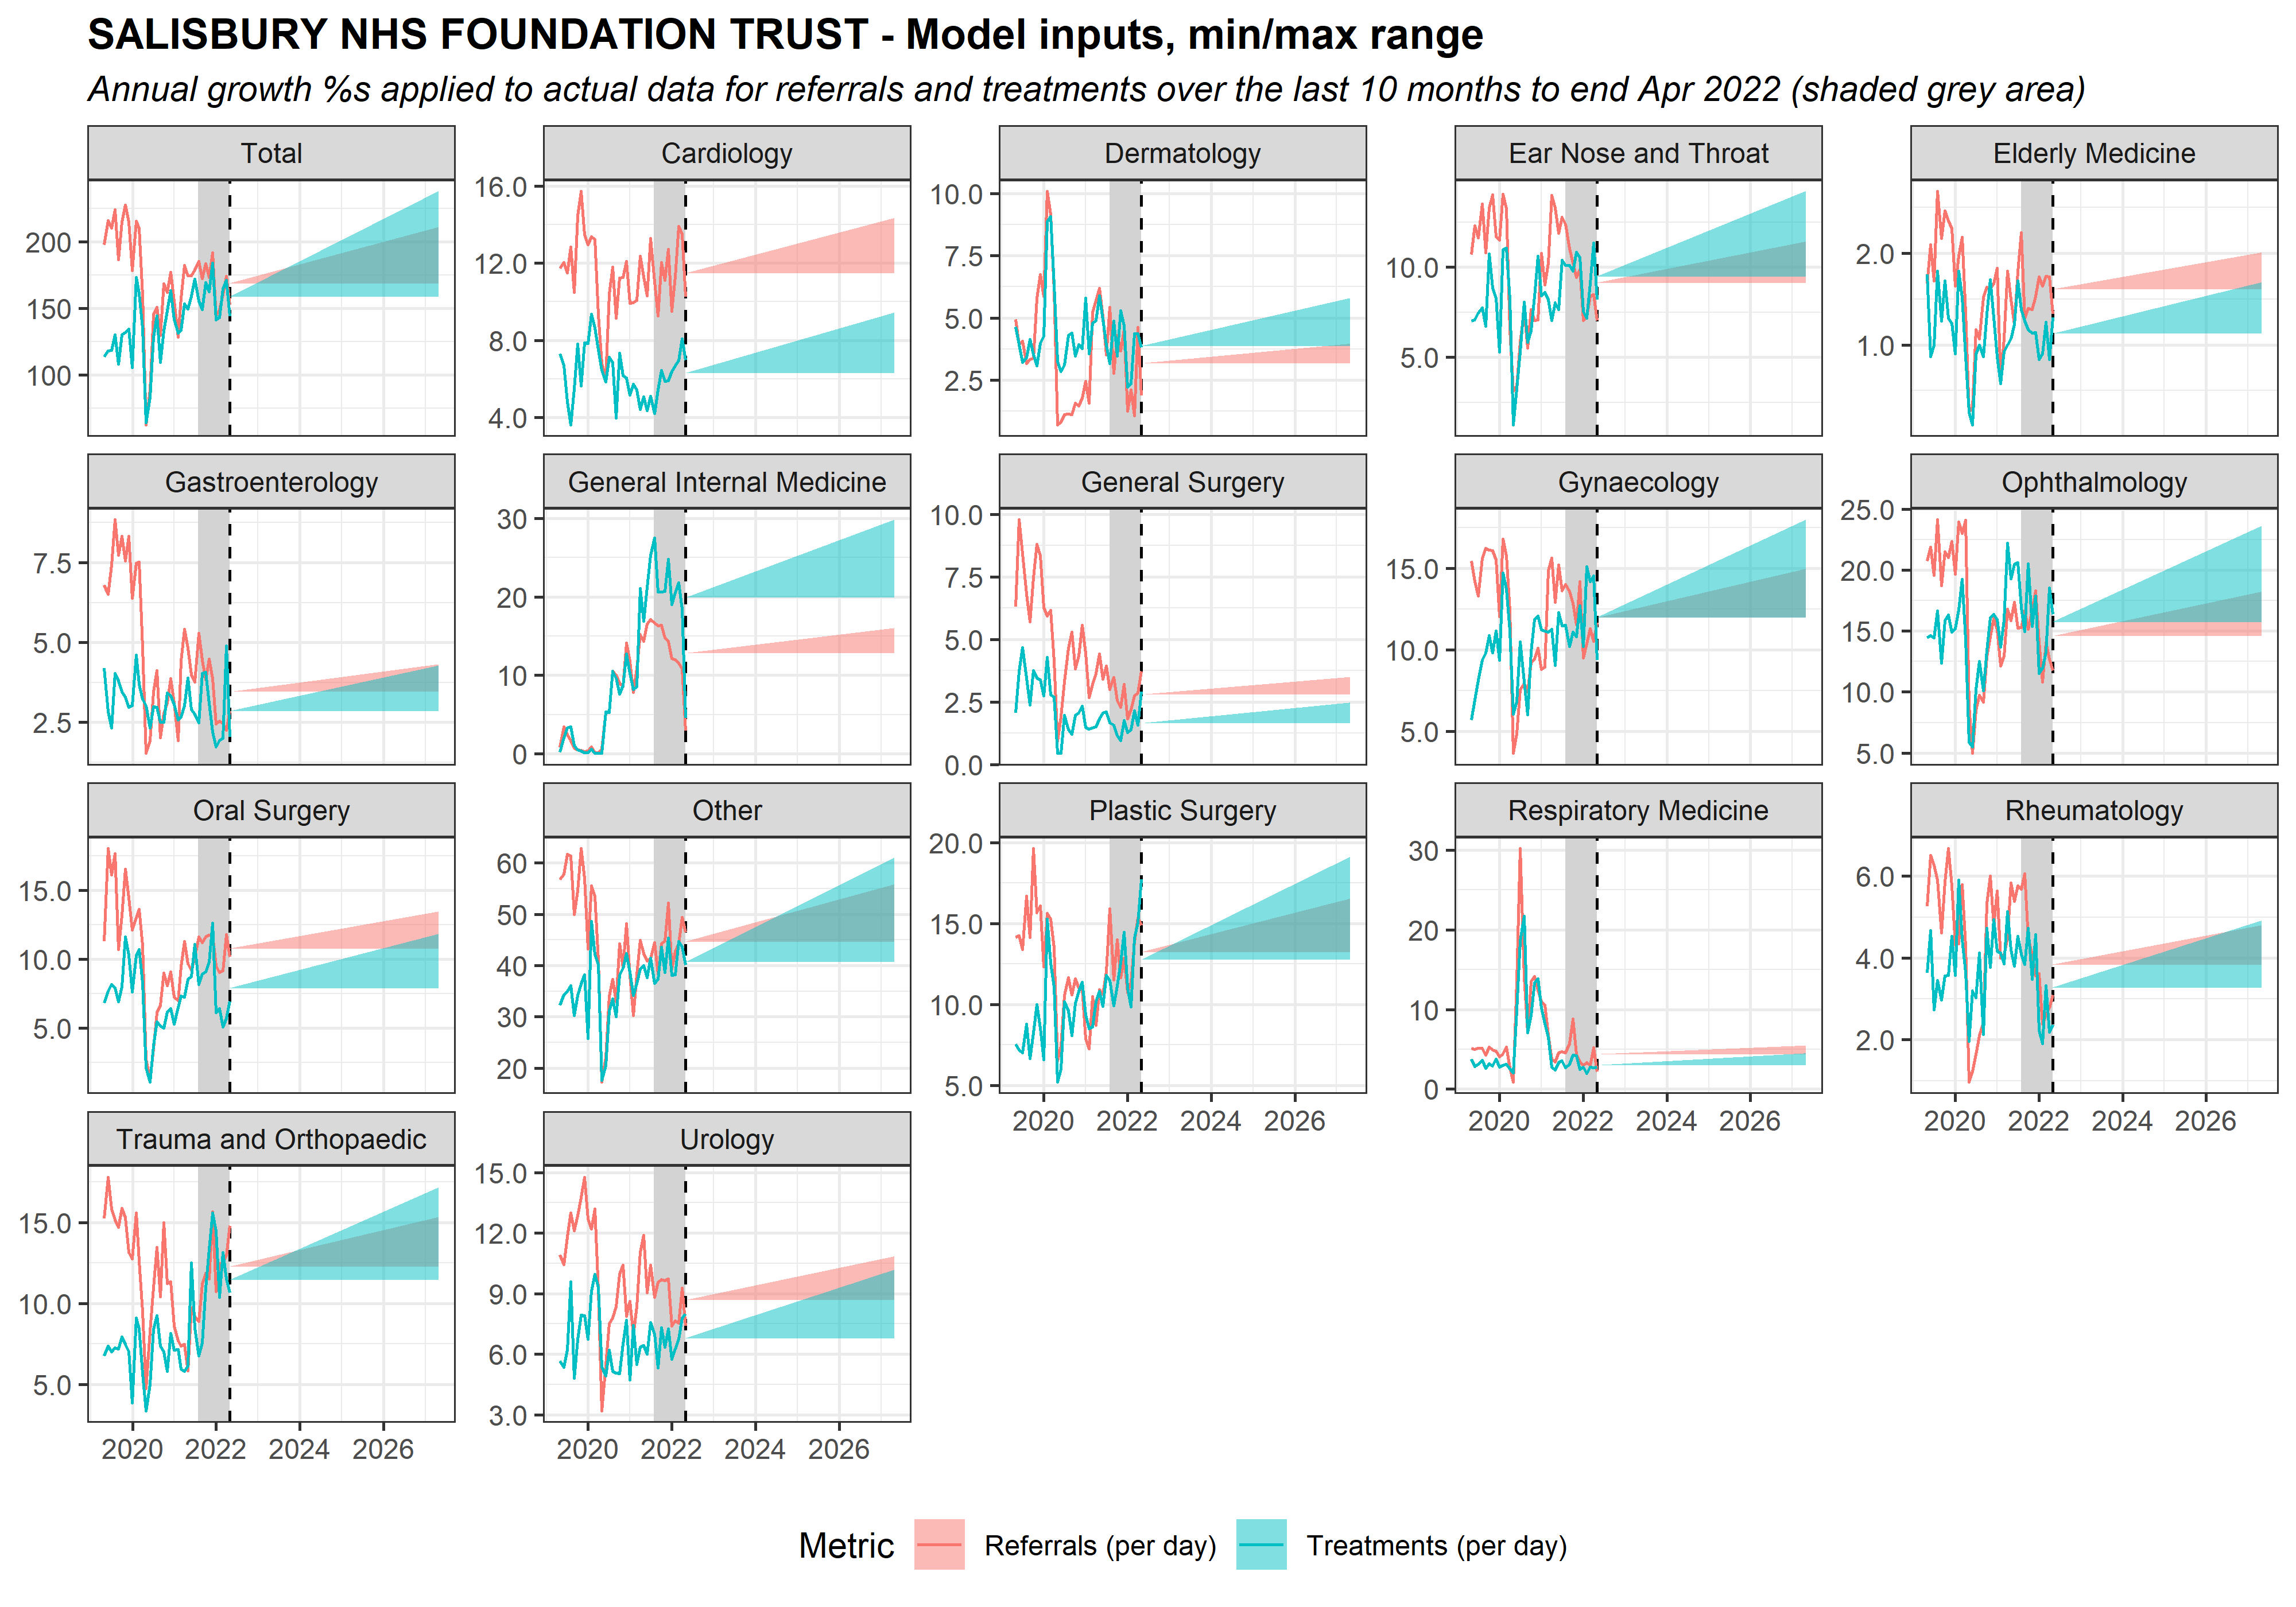 SALISBURY NHS FOUNDATION TRUST - Model inputs, min/max range
Annual growth %s applied to actual data for referrals and treatments over the last 10 months to end Apr 2022 (shaded grey area)
Total
200
150
100
Cardiology
16.0
12.0
8.0
4.0
Dermatology
10.0
7.5
5.0
2.5
Ear Nose and Throat
10.0
5.0
Elderly Medicine
2.0
1.0
Gastroenterology
7.5
5.0
2.5
General Internal Medicine
30
20
10
0
General Surgery
10.0
7.5
5.0
2.5
0.0
Gynaecology
15.0
10.0
5.0
Ophthalmology
25.0
20.0
15.0
10.0
5.0
Oral Surgery
15.0
10.0
5.0
Other
60
50
40
30
20
Plastic Surgery
20.0
15.0
10.0
5.0
2020 2022 2024 2026
Respiratory Medicine
30
20
10
0
2020 2022 2024 2026
Rheumatology
6.0
4.0
2.0
2020 2022 2024 2026
Trauma and Orthopaedic
15.0
10.0
5.0
2020 2022 2024 2026
Urology
15.0
12.0
9.0
6.0
3.0
2020 2022 2024 2026
Metric Referrals (per day) Treatments (per day)